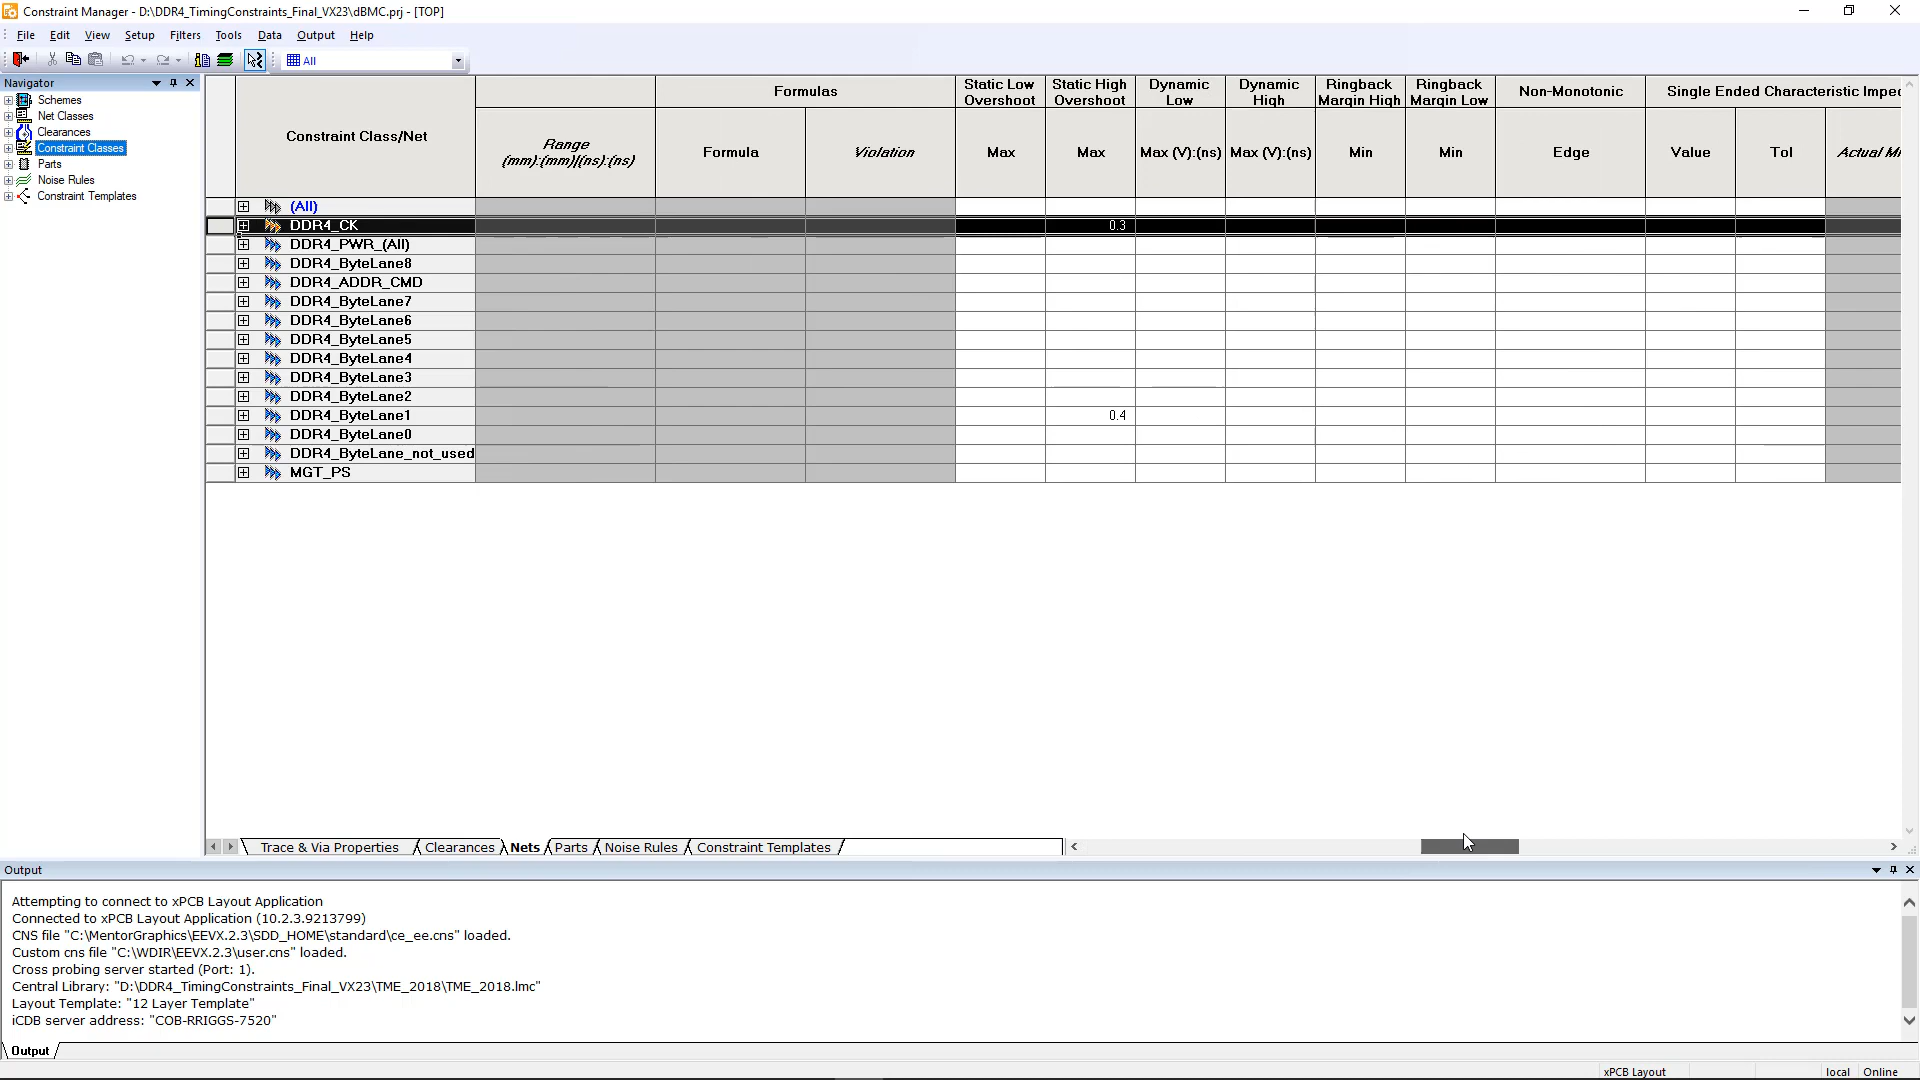 Constraint Manager - D:\DDR4_TimingConstraints_Final_VX23\dBMC.prj - [TOP]
File Edit View Setup Filters Tools Data Output Help
All
Navigator
Schemes
Net Classes
Clearances
Constraint Classes
Parts
Noise Rules
Constraint Templates
Constraint Class/Net
Range
(mm):(mm)|(ns):(ns)
Formulas
Formula Violation
Static Low
Overshoot
Max
Static High
Overshoot
Max
Dynamic
Low
Max (V):(ns)
Dynamic
High
Max (V):(ns)
Ringback
Margin High
Min
Ringback
Margin Low
Min
Non-Monotonic
Edge
Single Ended Characteristic
Value Tol Actual
(All)
DDR4_CK 0.3
DDR4_PWR_(All)
DDR4_ByteLane8
DDR4_ADDR_CMD
DDR4_ByteLane7
DDR4_ByteLane6
DDR4_ByteLane5
DDR4_ByteLane4
DDR4_ByteLane3
DDR4_ByteLane2
DDR4_ByteLane1 0.4
DDR4_ByteLane0
DDR4_ByteLane_not_used
MGT_PS
Trace & Via Properties Clearances Nets Parts Noise Rules Constraint Templates
Output
Attempting to connect to xPCB Layout Application
Connected to xPCB Layout Application (10.2.3.9213799)
CNS file "C:\MentorGraphics\EEVX.2.3\SDD_HOME\standard\ce_ee.cns" loaded.
Custom cns file "C:\WDIR\EEVX.2.3\user.cns" loaded.
Cross probing server started (Port: 1).
Central Library: "D:\DDR4_TimingConstraints_Final_VX23\TME_2018\TME_2018.lmc"
Layout Template: "12 Layer Template"
iCDB server address: "COB-RRIGGS-7520"
Output
xPCB Layout local Online